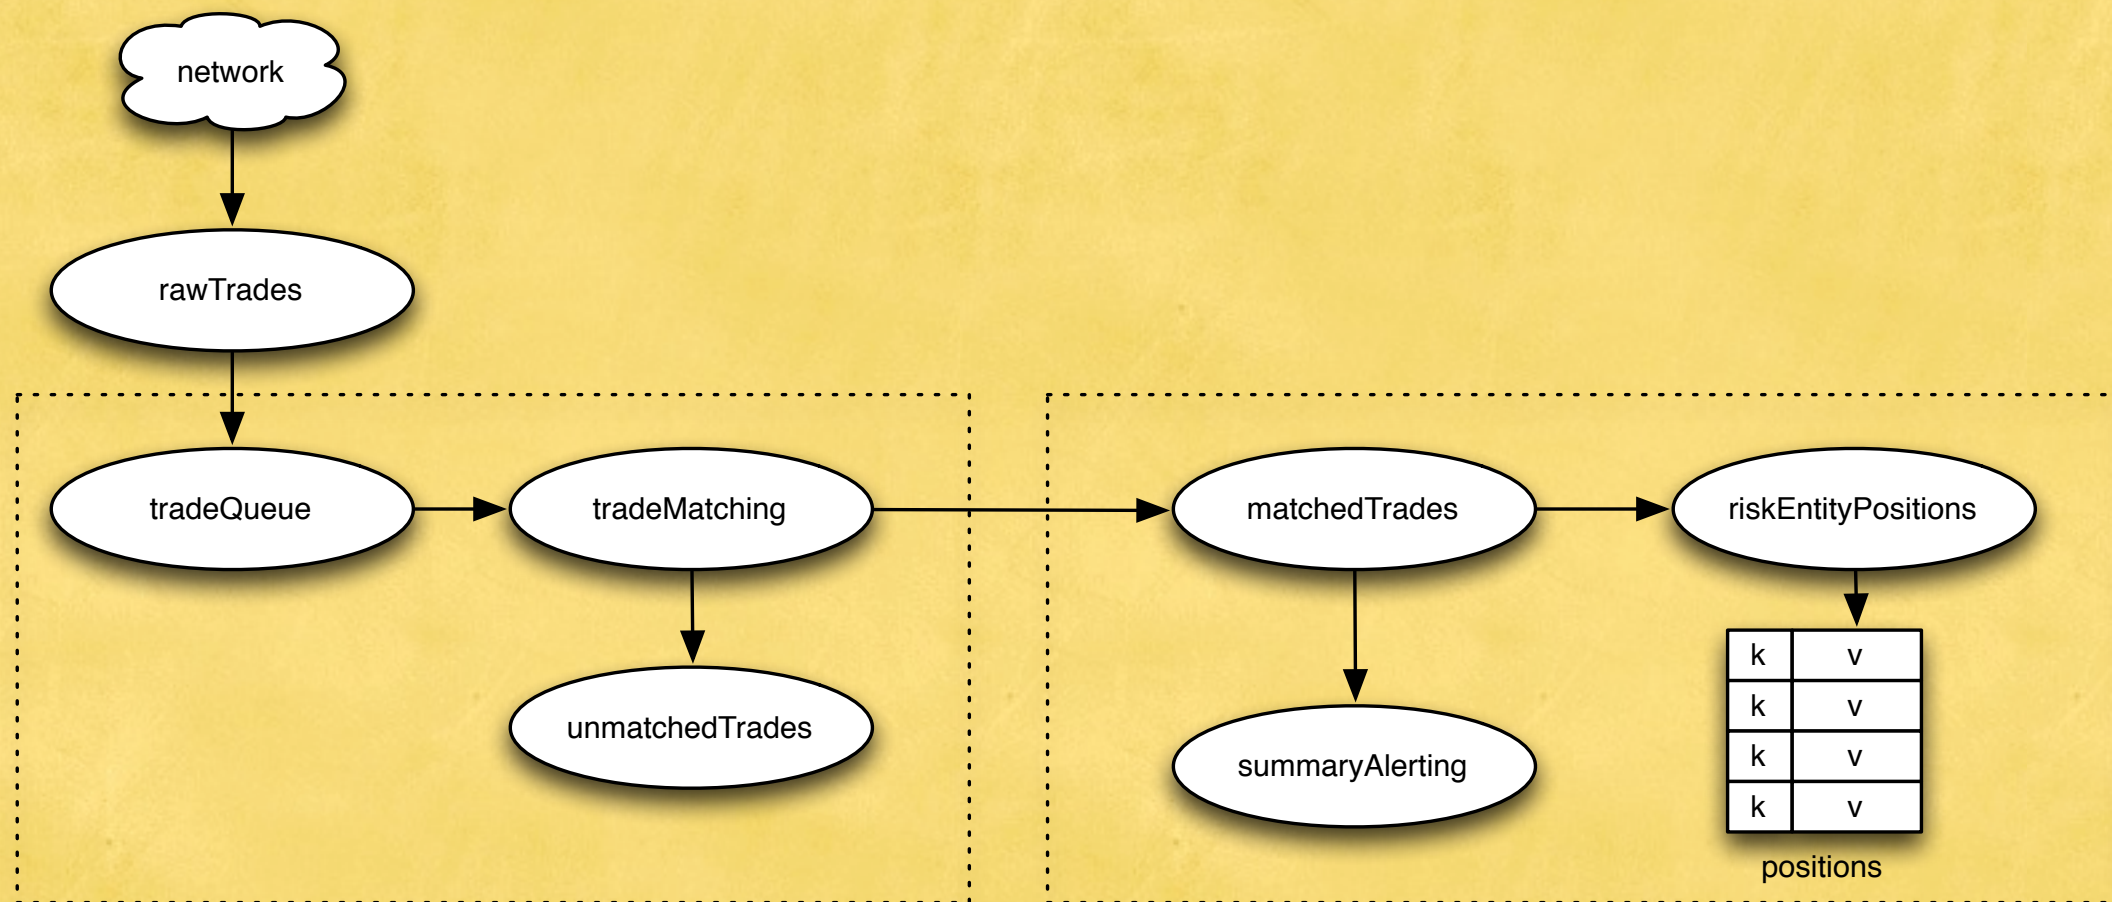 network
rawTrades
tradeQueue
tradeMatching
matchedTrades
riskEntityPositions
unmatchedTrades
summaryAlerting
k v
k v
k v
k v
positions